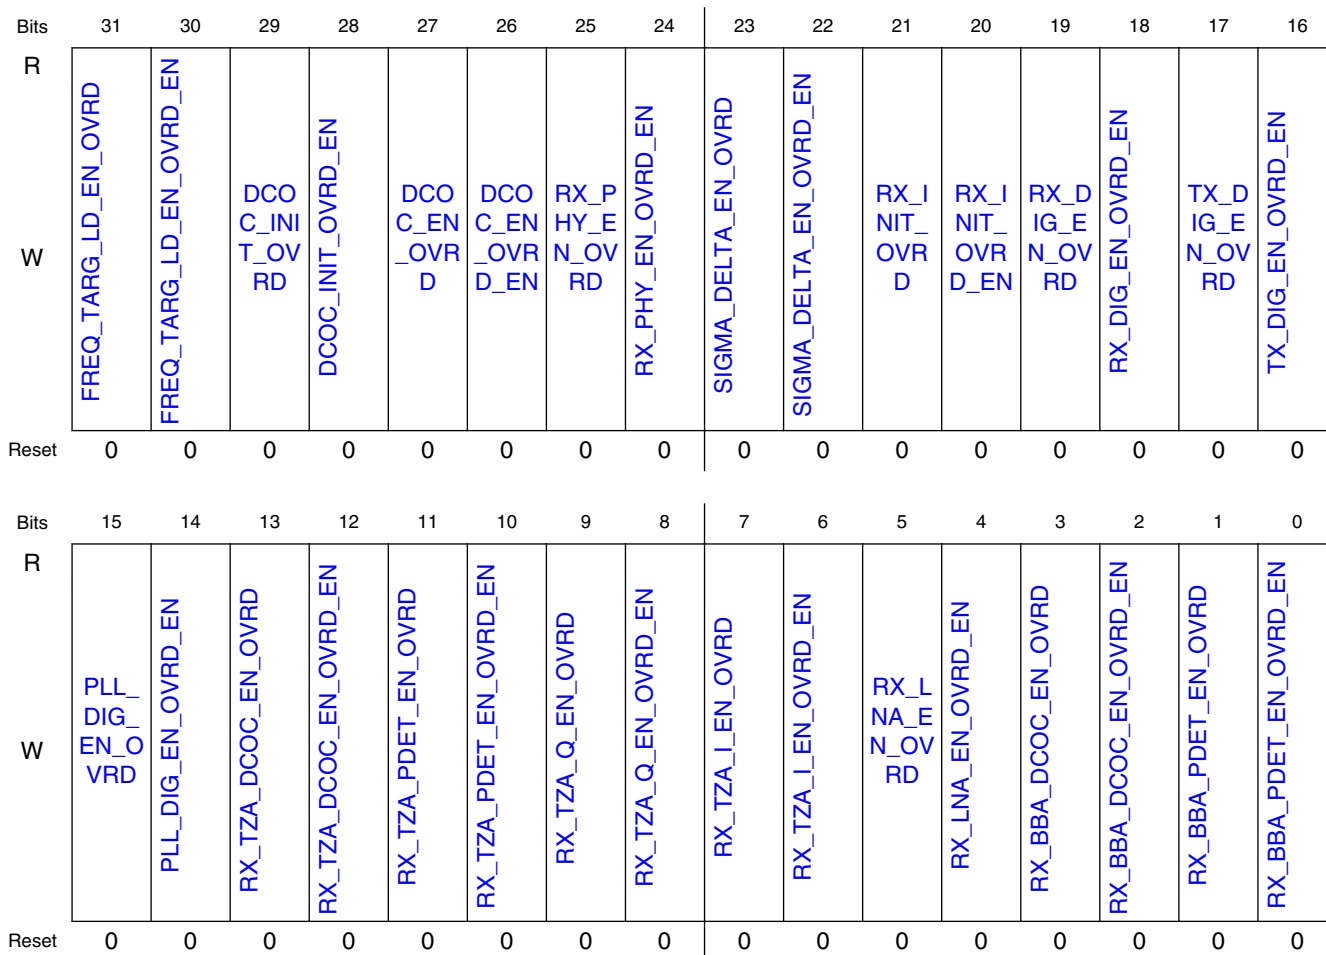 Bits 31 30 29 28 27 26 25 24 23 22 21 20 19 18 17 16
R
W
FREQ_TARG_LD_EN_OVRD
FREQ_TARG_LD_EN_OVRD_EN
DCO
C_INI
T_OV
RD
DCOC_INIT_OVRD_EN
DCO
C_EN
_OVR
D
DCO
C_EN
_OVR
D_EN
RX_P
HY_E
N_OV
RD
RX_PHY_EN_OVRD_EN
SIGMA_DELTA_EN_OVRD
SIGMA_DELTA_EN_OVRD_EN
RX_I
NIT_
OVR
D
RX_I
NIT_
OVR
D_EN
RX_D
IG_E
N_OV
RD
RX_DIG_EN_OVRD_EN
TX_D
IG_E
N_OV
RD
TX_DIG_EN_OVRD_EN
Reset 0 0 0 0 0 0 0 0 0 0 0 0 0 0 0 0
Bits 15 14 13 12 11 10 9 8 7 6 5 4 3 2 1 0
R
W
PLL_
DIG_
EN_O
VRD
PLL_DIG_EN_OVRD_EN
RX_TZA_DCOC_EN_OVRD
RX_TZA_DCOC_EN_OVRD_EN
RX_TZA_PDET_EN_OVRD
RX_TZA_PDET_EN_OVRD_EN
RX_TZA_Q_EN_OVRD
RX_TZA_Q_EN_OVRD_EN
RX_TZA_I_EN_OVRD
RX_TZA_I_EN_OVRD_EN
RX_L
NA_E
N_OV
RD
RX_LNA_EN_OVRD_EN
RX_BBA_DCOC_EN_OVRD
RX_BBA_DCOC_EN_OVRD_EN
RX_BBA_PDET_EN_OVRD
RX_BBA_PDET_EN_OVRD_EN
Reset 0 0 0 0 0 0 0 0 0 0 0 0 0 0 0 0